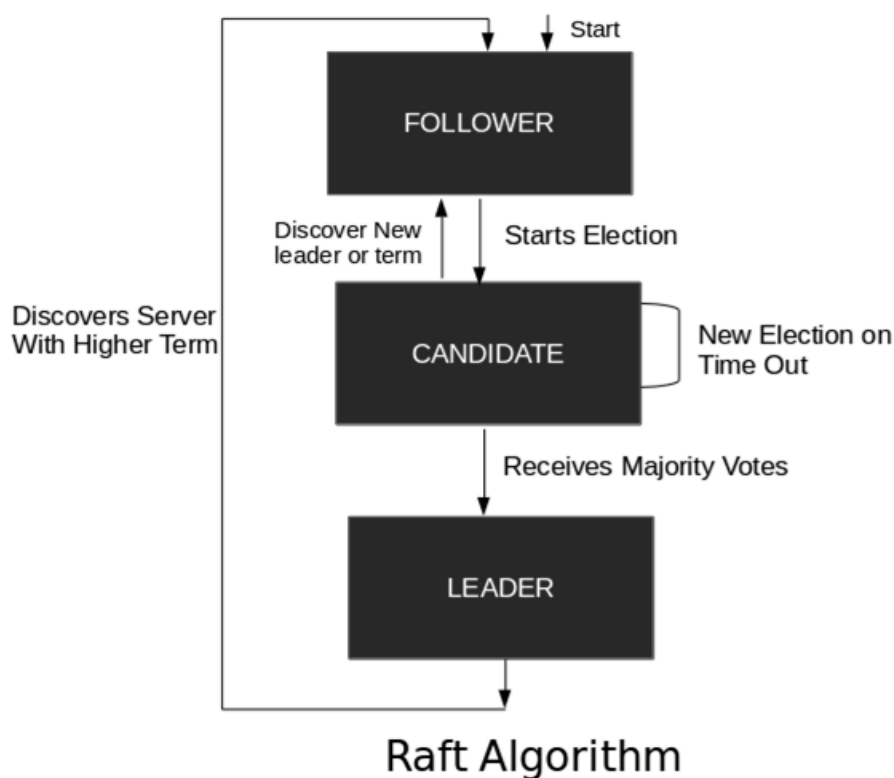 Start
FOLLOWER
Discover New
leader or term
Starts Election
Discovers Server
With Higher Term
CANDIDATE
New Election on
Time Out
Receives Majority Votes
LEADER
Raft Algorithm